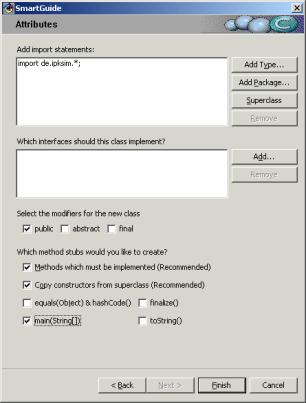 SmartGuide
Attributes
Add import statements:
import de.ipksim.*;
Add Type...
Add Package...
Superclass
Remove
Which interfaces should this class implement?
Add...
Remove
Select the modifiers for the new class
public abstract final
Which method stubs would you like to create?
Methods which must be implemented (Recommended)
Copy constructors from superclass (Recommended)
equals(Object) & hashCode() finalize()
main(String[]) toString()
< Back Next > Finish Cancel